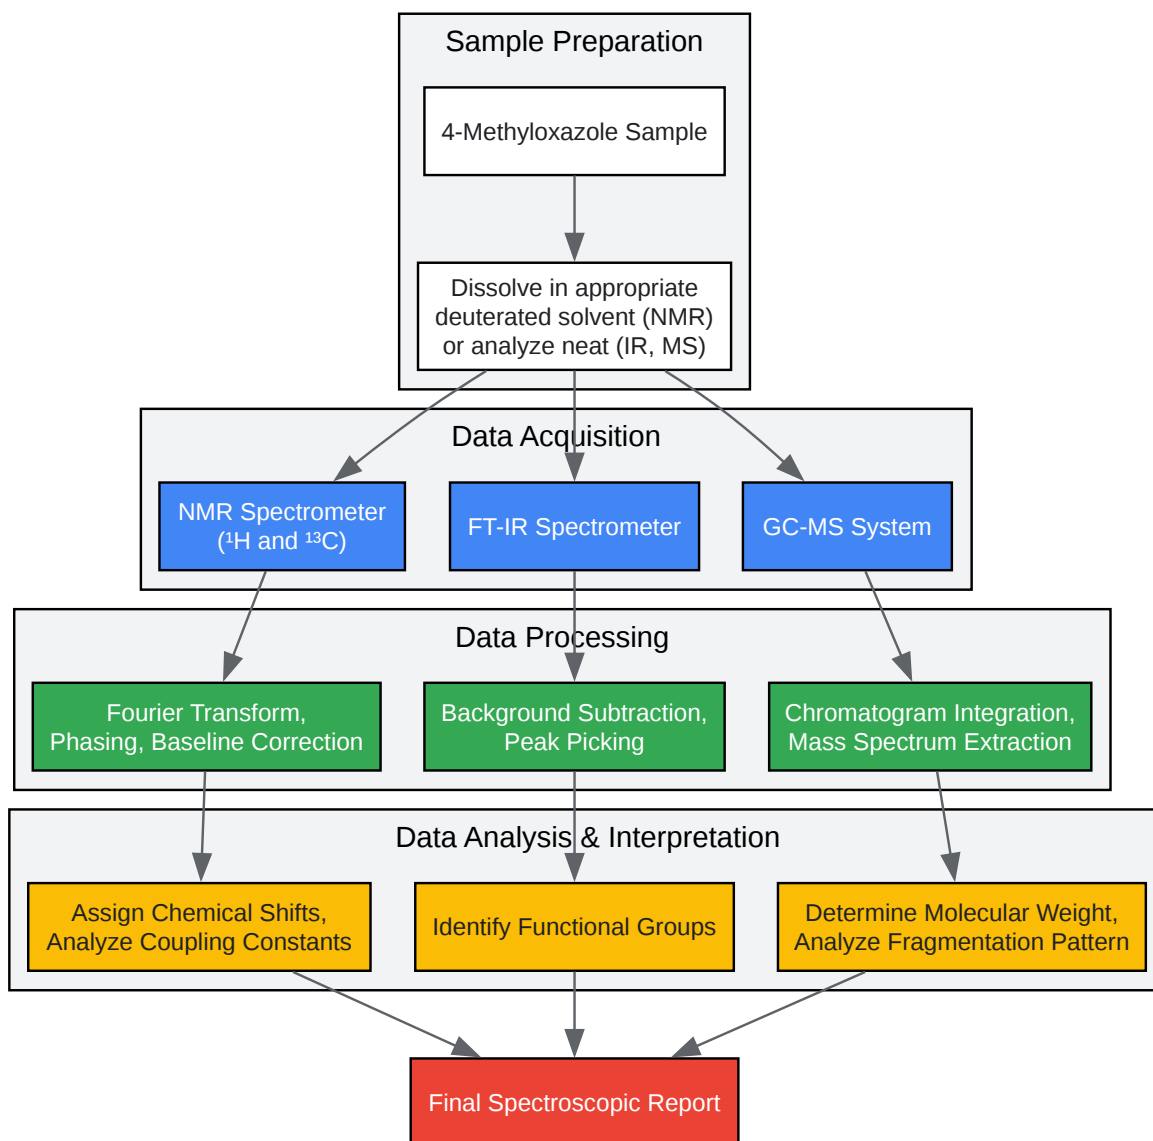 Sample Preparation
4-Methyloxazole Sample
Dissolve in appropriate
deuterated solvent (NMR)
or analyze neat (IR, MS)
Data Acquisition
NMR Spectrometer
(¹H and ¹³C)
FT-IR Spectrometer
GC-MS System
Data Processing
Fourier Transform,
Phasing, Baseline Correction
Background Subtraction,
Peak Picking
Chromatogram Integration,
Mass Spectrum Extraction
Data Analysis & Interpretation
Assign Chemical Shifts,
Analyze Coupling Constants
Identify Functional Groups
Determine Molecular Weight,
Analyze Fragmentation Pattern
Final Spectroscopic Report